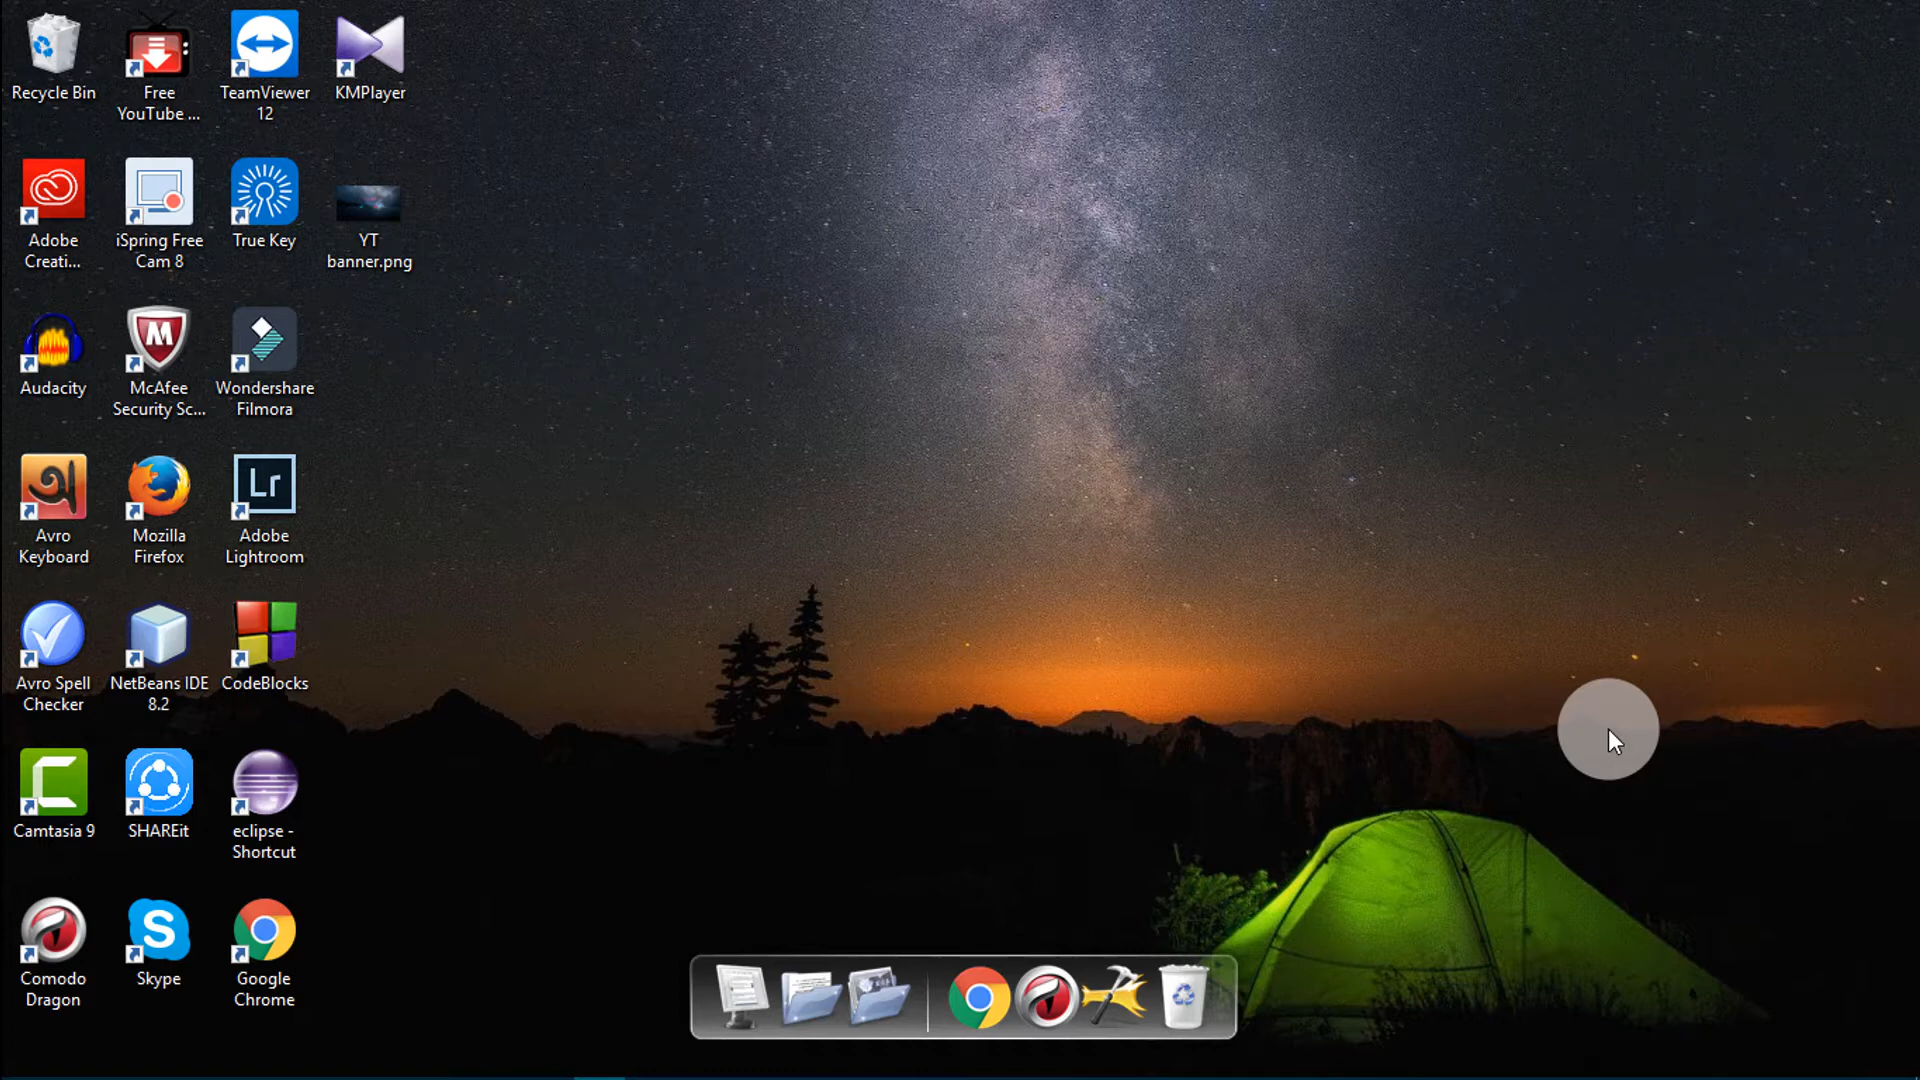 Recycle Bin
Free
YouTube ...
TeamViewer
12
KMPlayer
Adobe
Creati...
iSpring Free
Cam 8
True Key
YT
banner.png
Audacity
McAfee
Security Sc...
Wondershare
Filmora
অ
Avro
Keyboard
Mozilla
Firefox
Lr
Adobe
Lightroom
Avro Spell
Checker
NetBeans IDE
8.2
CodeBlocks
Camtasia 9
SHAREit
eclipse -
Shortcut
Comodo
Dragon
Skype
Google
Chrome